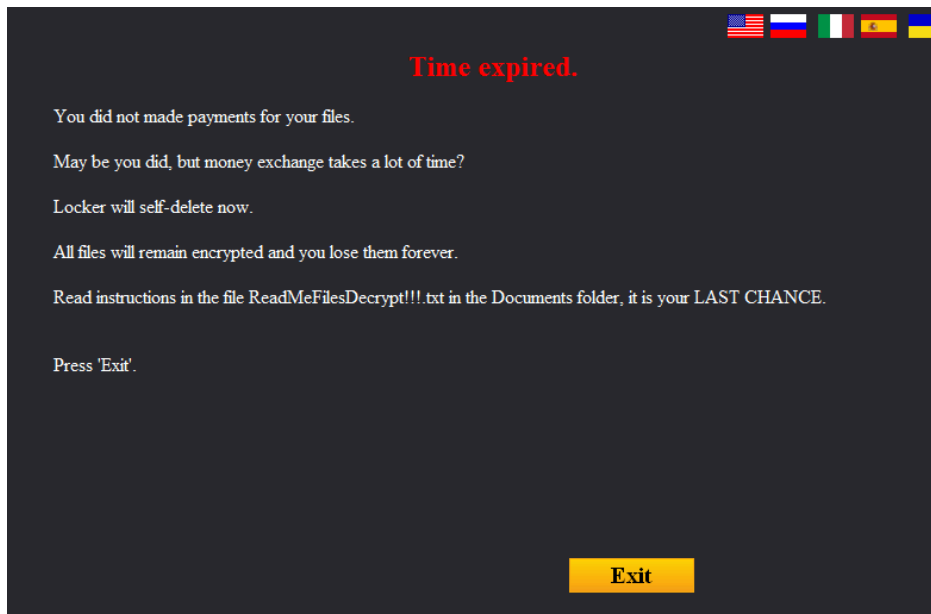 Time expired.
You did not made payments for your files.
May be you did, but money exchange takes a lot of time?
Locker will self-delete now.
All files will remain encrypted and you lose them forever.
Read instructions in the file ReadMeFilesDecrypt!!!.txt in the Documents folder, it is your LAST CHANCE.
Press 'Exit'.
Exit